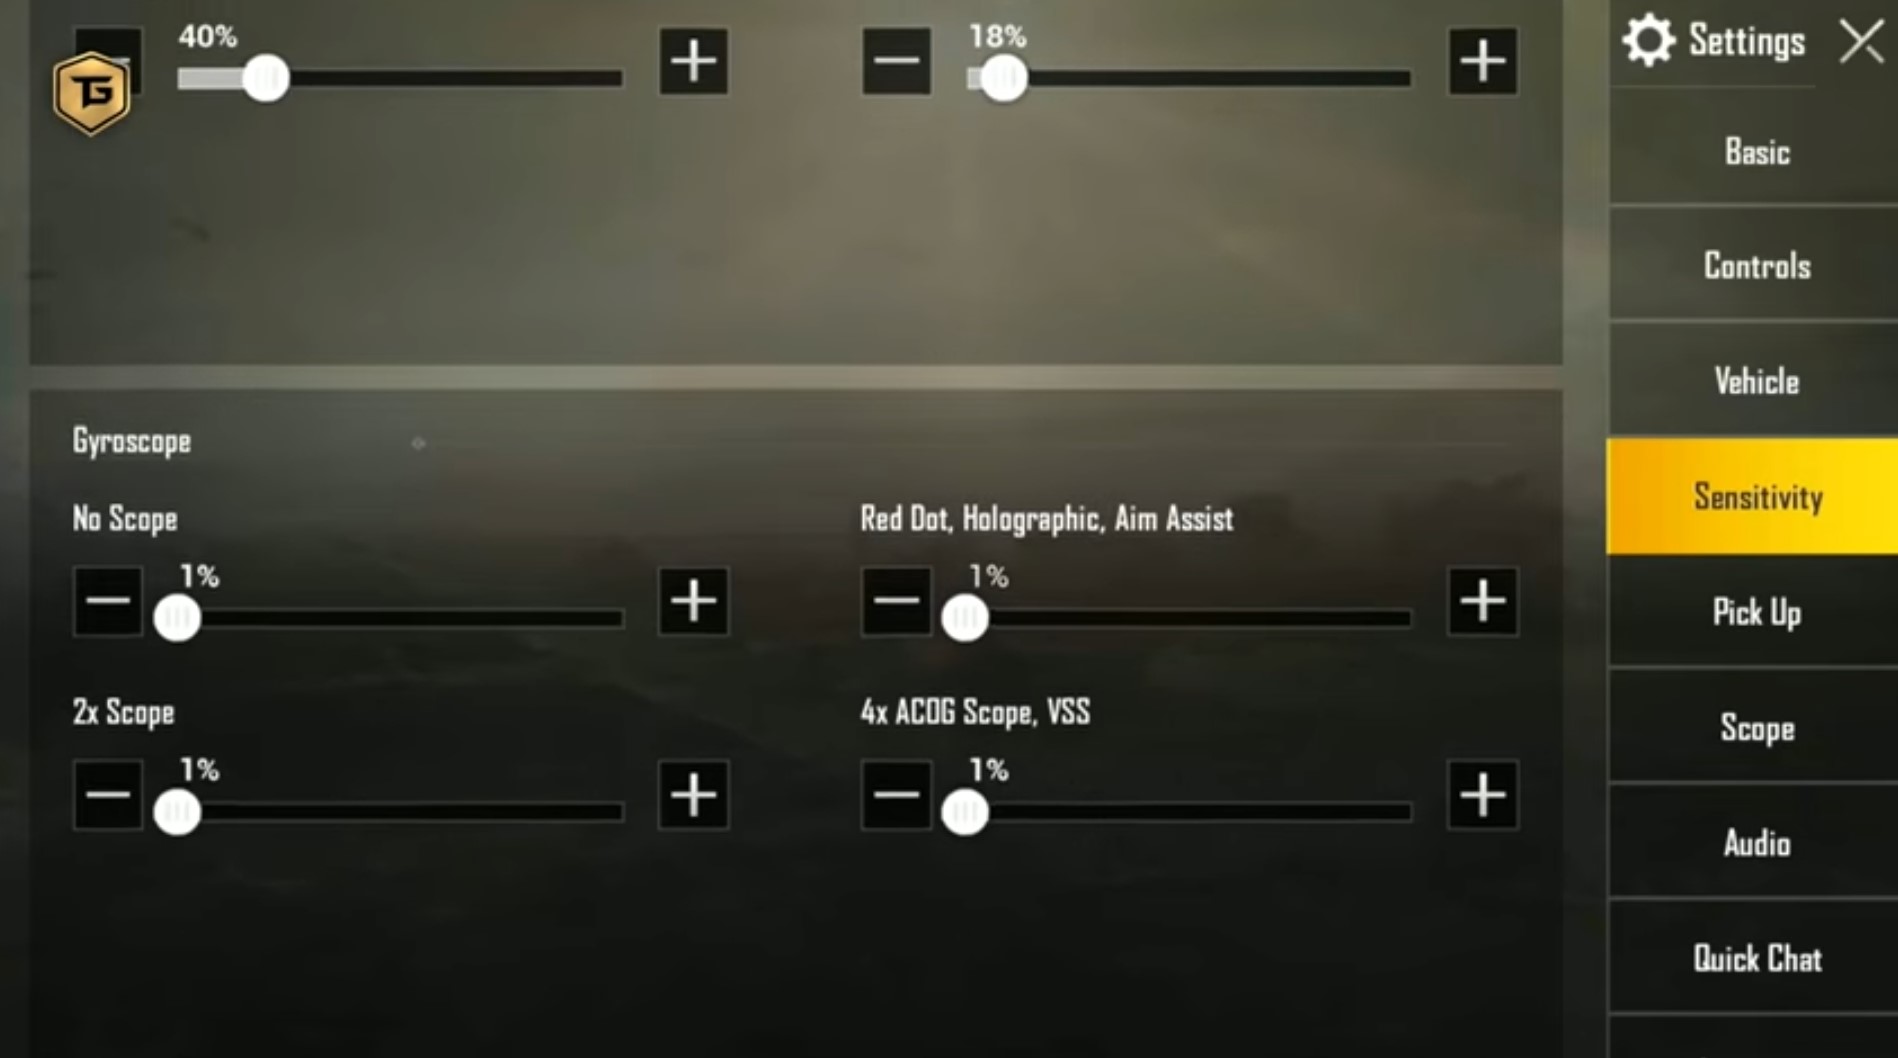 40%
18%
TG
Settings
Basic
Controls
Vehicle
Sensitivity
Pick Up
Scope
Audio
Quick Chat
Gyroscope
No Scope
1%
Red Dot, Holographic, Aim Assist
1%
2x Scope
1%
4x ACOG Scope, VSS
1%